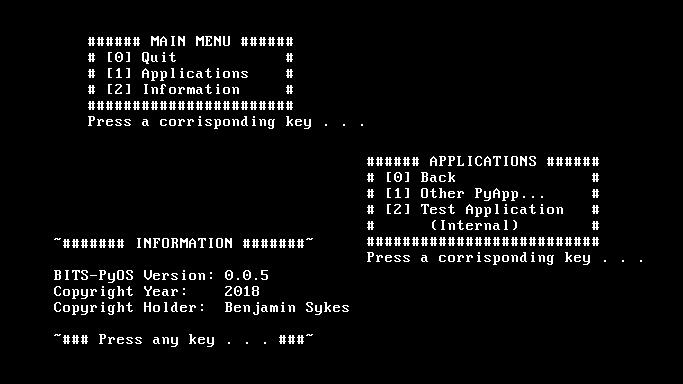 ###### MAIN MENU ######
# [0] Quit            #
# [1] Applications    #
# [2] Information     #
#######################
Press a corrisponding key . . .
###### APPLICATIONS ######
# [0] Back               #
# [1] Other PyApp...     #
# [2] Test Application   #
#      (Internal)        #
##########################
Press a corrisponding key . . .
~####### INFORMATION #######~
BITS-PyOS Version: 0.0.5
Copyright Year:    2018
Copyright Holder:  Benjamin Sykes
~### Press any key . . . ###~